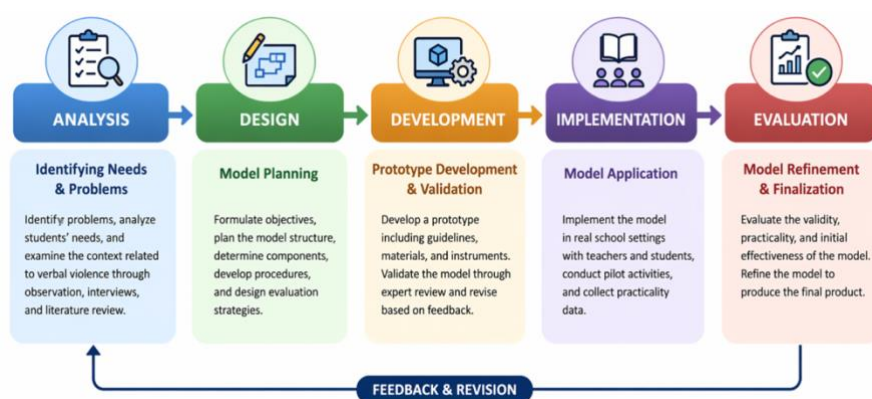 ANALYSIS
Identifying Needs
& Problems
Identify problems, analyze
students' needs, and
examine the context related
to verbal violence through
observation, interviews,
and literature review.
DESIGN
Model Planning
Formulate objectives,
plan the model structure,
determine components,
develop procedures,
and design evaluation
strategies.
DEVELOPMENT
Prototype Development
& Validation
Develop a prototype
including guidelines,
materials, and instruments.
Validate the model through
expert review and revise
based on feedback.
IMPLEMENTATION
Model Application
Implement the model
in real school settings
with teachers and students,
conduct pilot activities,
and collect practicality
data.
EVALUATION
Model Refinement
& Finalization
Evaluate the validity,
practicality, and initial
effectiveness of the model.
Refine the model to
produce the final product.
FEEDBACK & REVISION